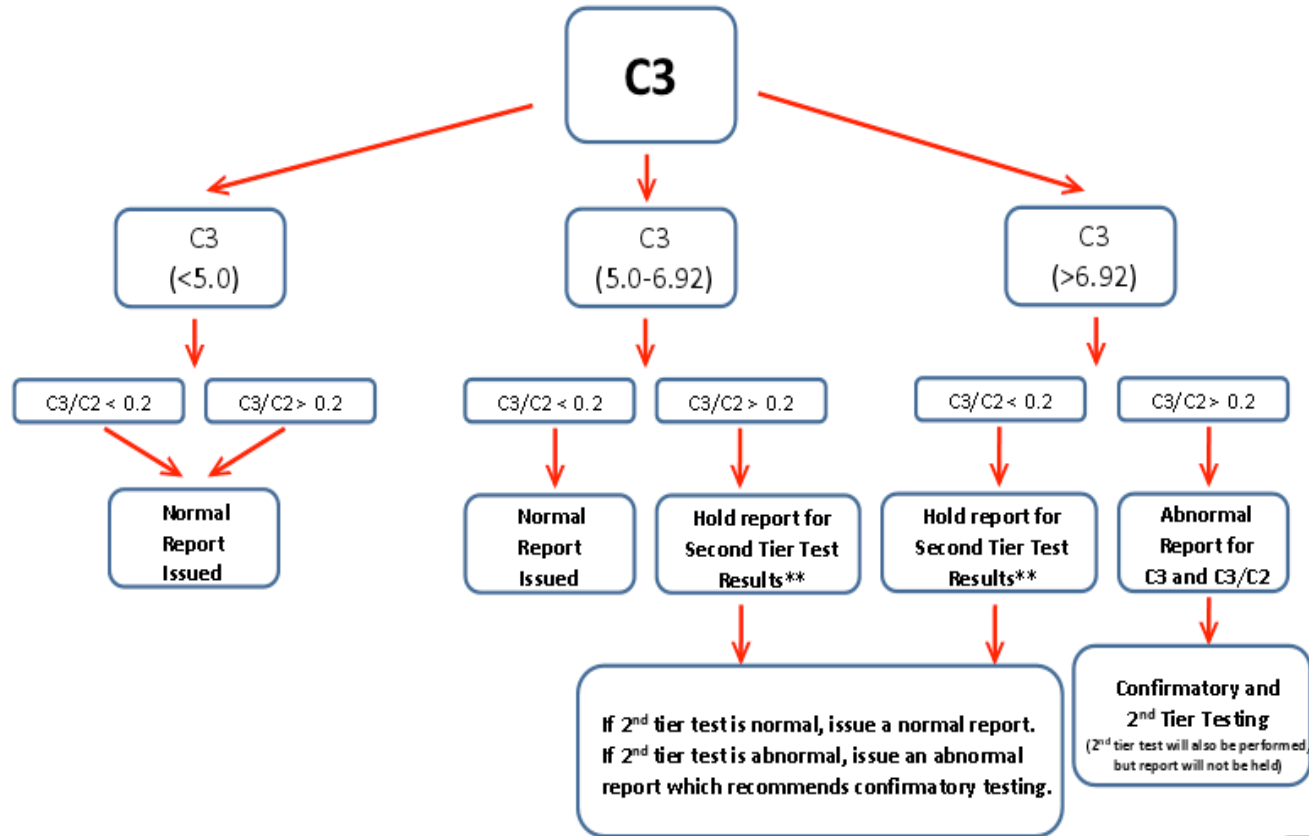 C3
C3
(<5.0)
C3
(5.0-6.92)
C3
(>6.92)
C3/C2 < 0.2
C3/C2 > 0.2
C3/C2 < 0.2
C3/C2 > 0.2
C3/C2 < 0.2
C3/C2 > 0.2
Normal
Report
Issued
Normal
Report
Issued
Hold report for
Second Tier Test
Results**
Hold report for
Second Tier Test
Results**
Abnormal
Report for
C3 and C3/C2
If 2nd tier test is normal, issue a normal report.
If 2nd tier test is abnormal, issue an abnormal
report which recommends confirmatory testing.
Confirmatory and
2nd Tier Testing
(2nd tier test will also be performed,
but report will not be held)